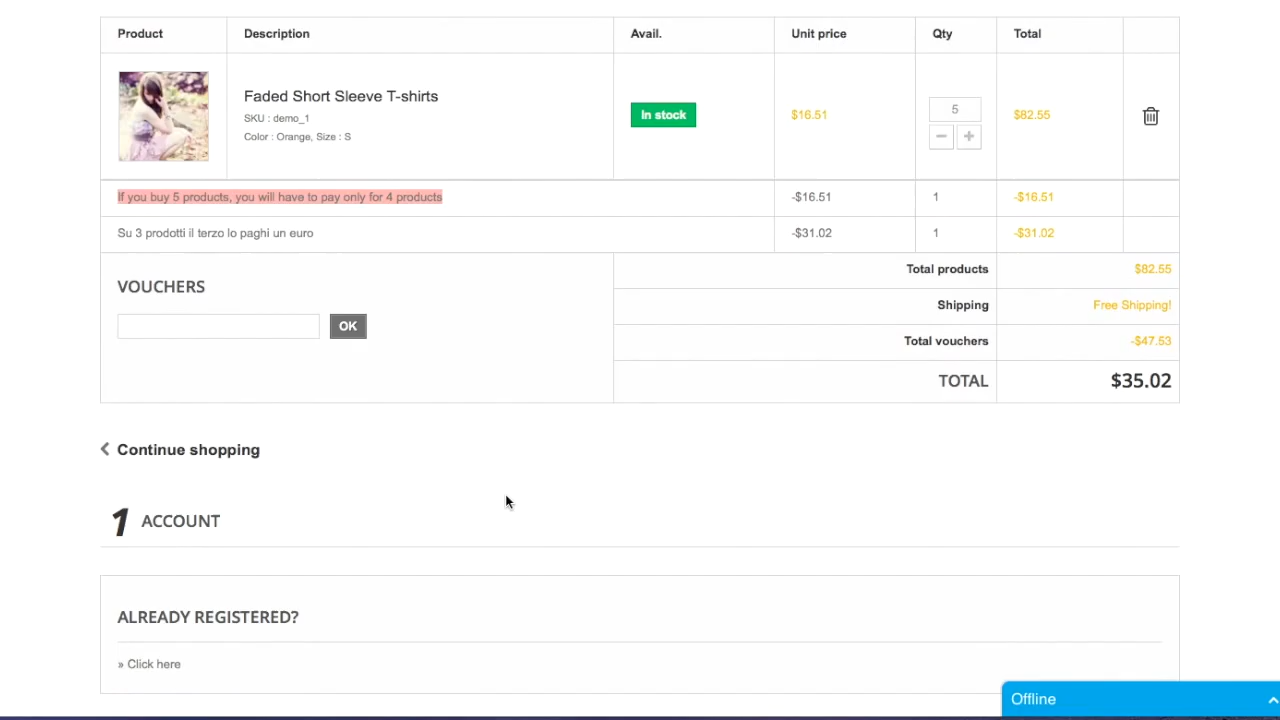 Product Description Avail. Unit price Qty Total
Faded Short Sleeve T-shirts
SKU : demo_1
Color : Orange, Size : S
In stock
$16.51
5
$82.55
If you buy 5 products, you will have to pay only for 4 products -$16.51 1 -$16.51
Su 3 prodotti il terzo lo paghi un euro -$31.02 1 -$31.02
VOUCHERS
OK
Total products $82.55
Shipping Free Shipping!
Total vouchers -$47.53
TOTAL $35.02
Continue shopping
1 ACCOUNT
ALREADY REGISTERED?
» Click here
Offline